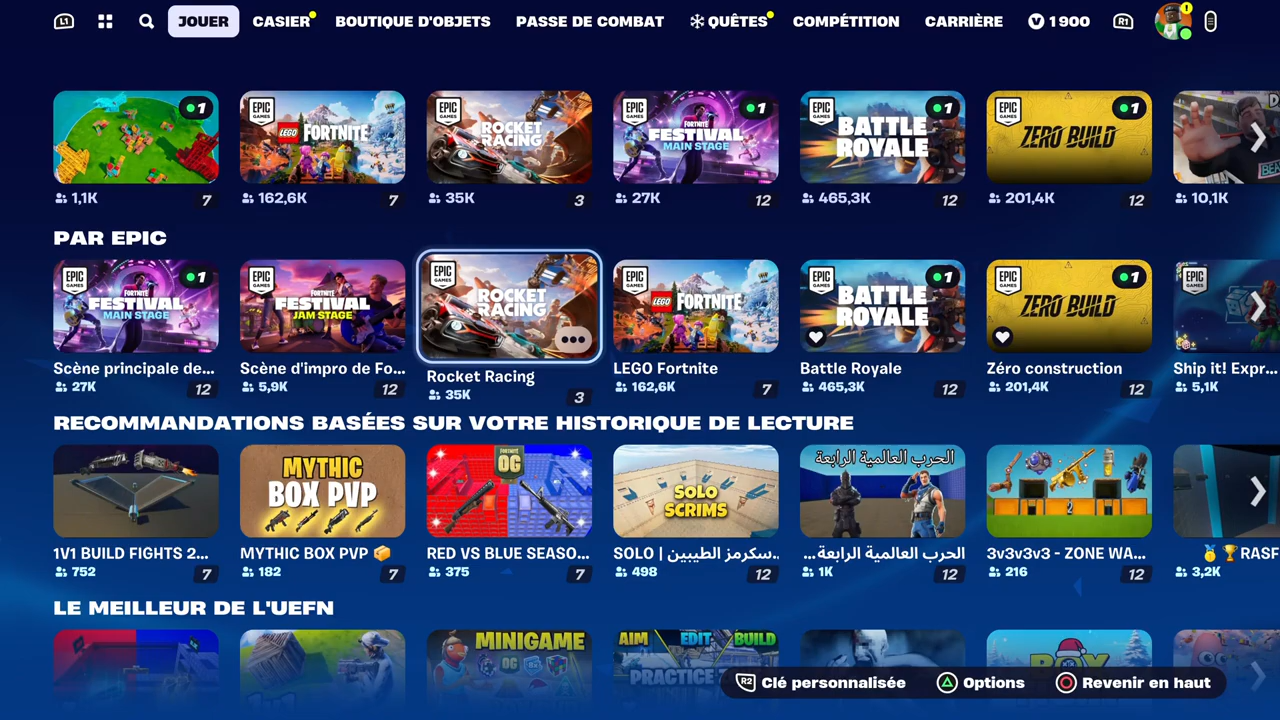 L1 JOUER CASIER BOUTIQUE D'OBJETS PASSE DE COMBAT QUÊTES COMPÉTITION CARRIÈRE V 1 900 R1
1 EPIC GAMES LEGO FORTNITE EPIC GAMES ROCKET RACING EPIC GAMES FORTNITE FESTIVAL MAIN STAGE 1 EPIC GAMES BATTLE ROYALE 1 EPIC GAMES ZERO BUILD 1
1,1K 7 162,6K 7 35K 3 27K 12 465,3K 12 201,4K 12 10,1K
PAR EPIC
EPIC GAMES FORTNITE FESTIVAL MAIN STAGE 1 EPIC GAMES FORTNITE FESTIVAL JAM STAGE EPIC GAMES ROCKET RACING EPIC GAMES LEGO FORTNITE EPIC GAMES BATTLE ROYALE 1 EPIC GAMES ZERO BUILD 1 EPIC GAMES
Scène principale de... Scène d'impro de Fo... Rocket Racing LEGO Fortnite Battle Royale Zéro construction Ship it! Expr...
27K 12 5,9K 12 35K 3 162,6K 7 465,3K 12 201,4K 12 5,1K
RECOMMANDATIONS BASÉES SUR VOTRE HISTORIQUE DE LECTURE
MYTHIC BOX PVP FORTNITE OG SOLO SCRIMS الحرب العالمية الرابعة 2
1V1 BUILD FIGHTS 2... MYTHIC BOX PVP 📦 RED VS BLUE SEASO... SOLO | سكرمز الطيبين... الحرب العالمية الرابعة... 3v3v3v3 - ZONE WA... 🥇🏆RASF
752 7 182 7 375 7 498 12 1K 12 216 12 3,2K
LE MEILLEUR DE L'UEFN
MINIGAME OG AIM EDIT BUILD PRACTICE BOX
R2 Clé personnalisée Options Revenir en haut